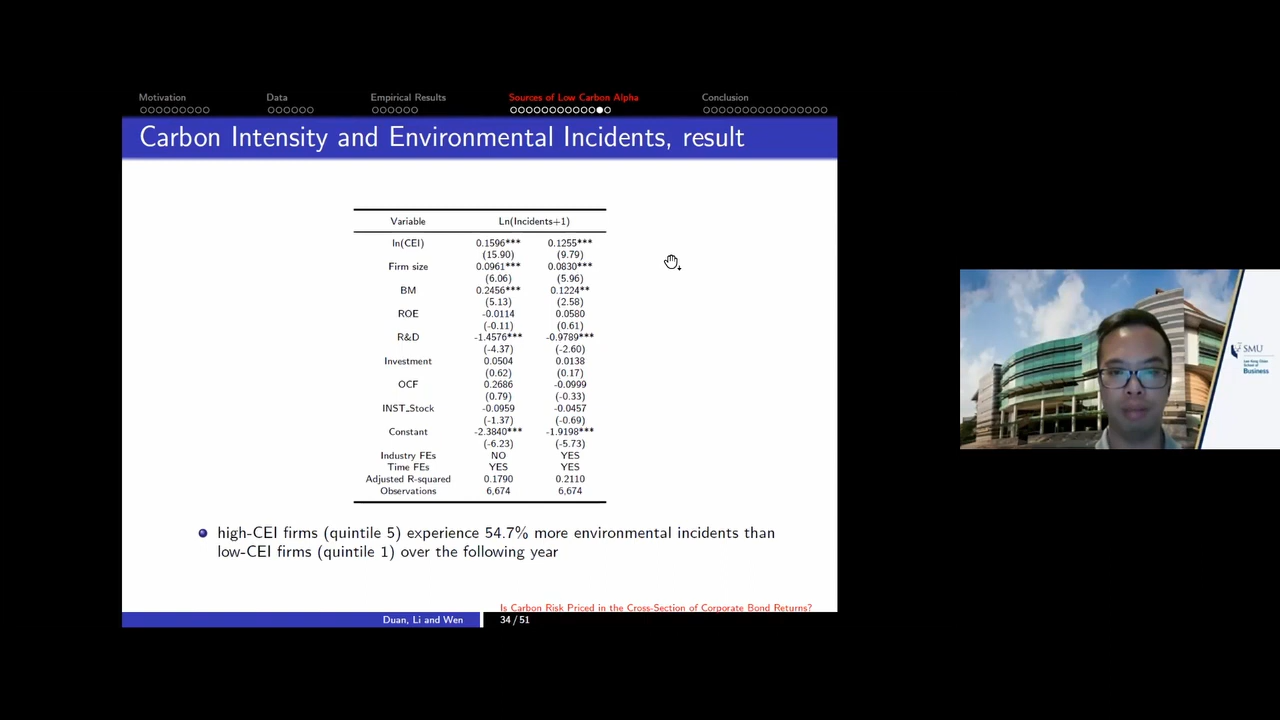 Motivation Data Empirical Results Sources of Low Carbon Alpha Conclusion
Carbon Intensity and Environmental Incidents, result
Variable Ln(Incidents+1)
ln(CEI) 0.1596*** 0.1255***
(15.90) (9.79)
Firm size 0.0961*** 0.0830***
(6.06) (5.96)
BM 0.2456*** 0.1224**
(5.13) (2.58)
ROE -0.0114 0.0580
(-0.11) (0.61)
R&D -1.4576*** -0.9789***
(-4.37) (-2.60)
Investment 0.0504 0.0138
(0.62) (0.17)
OCF 0.2686 -0.0999
(0.79) (-0.33)
INST_Stock -0.0959 -0.0457
(-1.37) (-0.69)
Constant -2.3840*** -1.9198***
(-6.23) (-5.73)
Industry FEs NO YES
Time FEs YES YES
Adjusted R-squared 0.1790 0.2110
Observations 6,674 6,674
high-CEI firms (quintile 5) experience 54.7% more environmental incidents than
low-CEI firms (quintile 1) over the following year
Is Carbon Risk Priced in the Cross-Section of Corporate Bond Returns?
Duan, Li and Wen 34 / 51
SMU
Lee Kong Chian
School of
Business